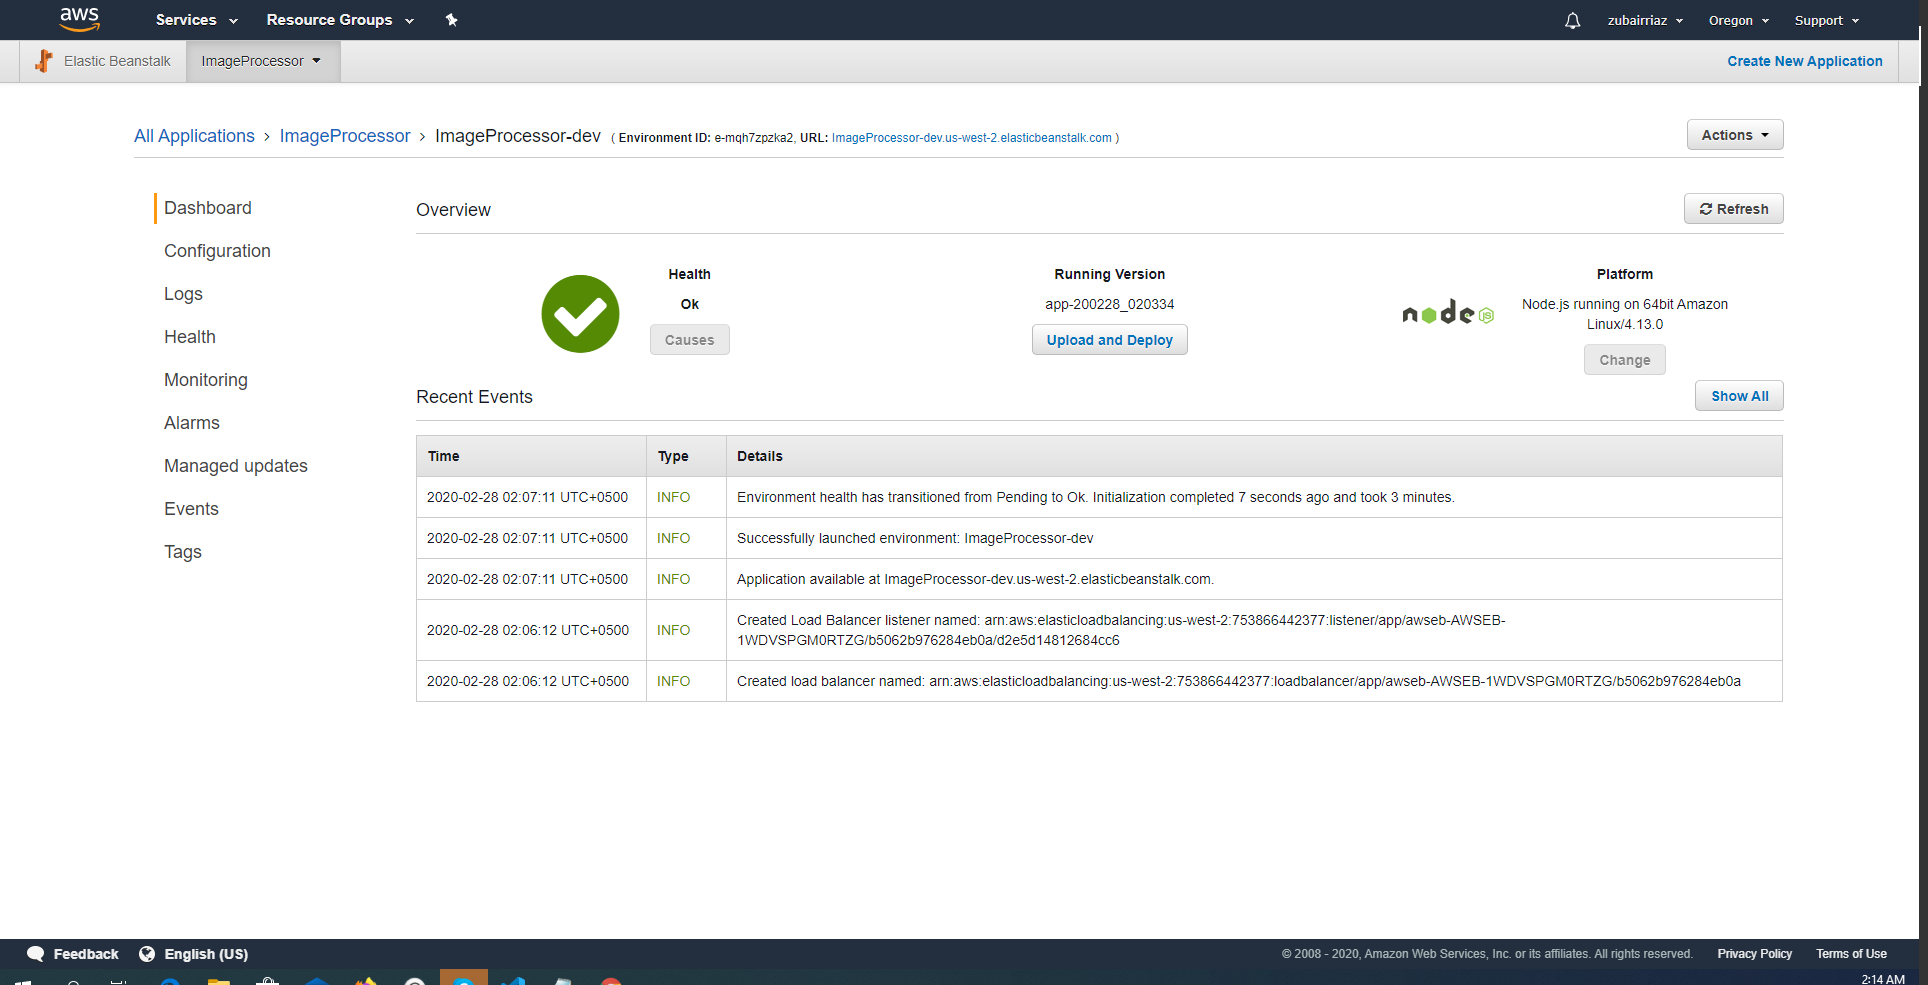 aws
Services
Resource Groups
zubairriaz
Oregon
Support
Elastic Beanstalk
ImageProcessor
Create New Application
All Applications › ImageProcessor › ImageProcessor-dev ( Environment ID: e-mqh7zpzka2, URL: ImageProcessor-dev.us-west-2.elasticbeanstalk.com )
Actions
Dashboard
Configuration
Logs
Health
Monitoring
Alarms
Managed updates
Events
Tags
Overview
Refresh
Health
Ok
Causes
Running Version
app-200228_020334
Upload and Deploy
node
JS
Platform
Node.js running on 64bit Amazon
Linux/4.13.0
Change
Recent Events
Show All
Time Type Details
2020-02-28 02:07:11 UTC+0500 INFO Environment health has transitioned from Pending to Ok. Initialization completed 7 seconds ago and took 3 minutes.
2020-02-28 02:07:11 UTC+0500 INFO Successfully launched environment: ImageProcessor-dev
2020-02-28 02:07:11 UTC+0500 INFO Application available at ImageProcessor-dev.us-west-2.elasticbeanstalk.com.
2020-02-28 02:06:12 UTC+0500 INFO Created Load Balancer listener named: arn:aws:elasticloadbalancing:us-west-2:753866442377:listener/app/awseb-AWSEB-
1WDVSPGM0RTZG/b5062b976284eb0a/d2e5d14812684cc6
2020-02-28 02:06:12 UTC+0500 INFO Created load balancer named: arn:aws:elasticloadbalancing:us-west-2:753866442377:loadbalancer/app/awseb-AWSEB-1WDVSPGM0RTZG/b5062b976284eb0a
Feedback
English (US)
© 2008 - 2020, Amazon Web Services, Inc. or its affiliates. All rights reserved.
Privacy Policy
Terms of Use
2:14 AM